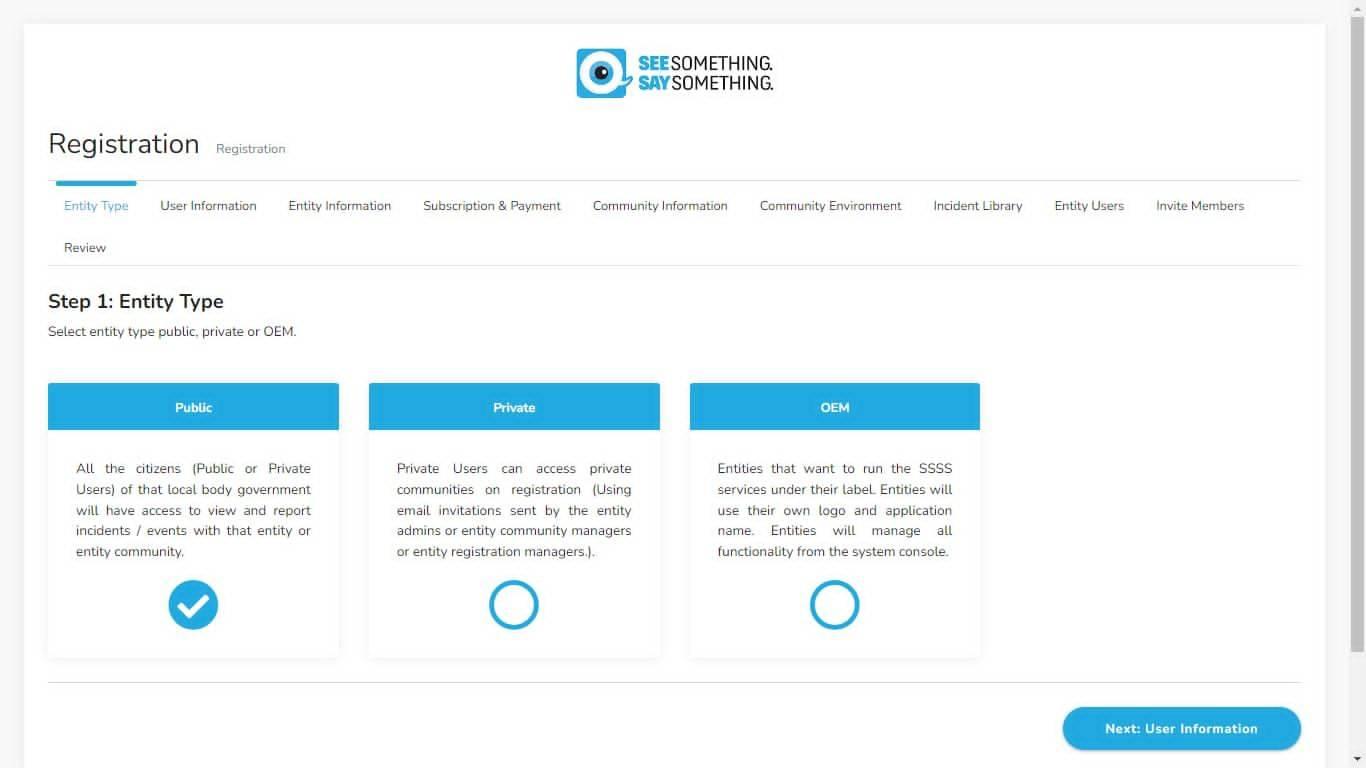 SEESOMETHING.
SAYSOMETHING.
Registration Registration
Entity Type User Information Entity Information Subscription & Payment Community Information Community Environment Incident Library Entity Users Invite Members
Review
Step 1: Entity Type
Select entity type public, private or OEM.
Public
All the citizens (Public or Private
Users) of that local body government
will have access to view and report
incidents / events with that entity or
entity community.
Private
Private Users can access private
communities on registration (Using
email invitations sent by the entity
admins or entity community managers
or entity registration managers.).
OEM
Entities that want to run the SSSS
services under their label. Entities will
use their own logo and application
name. Entities will manage all
functionality from the system console.
Next: User Information